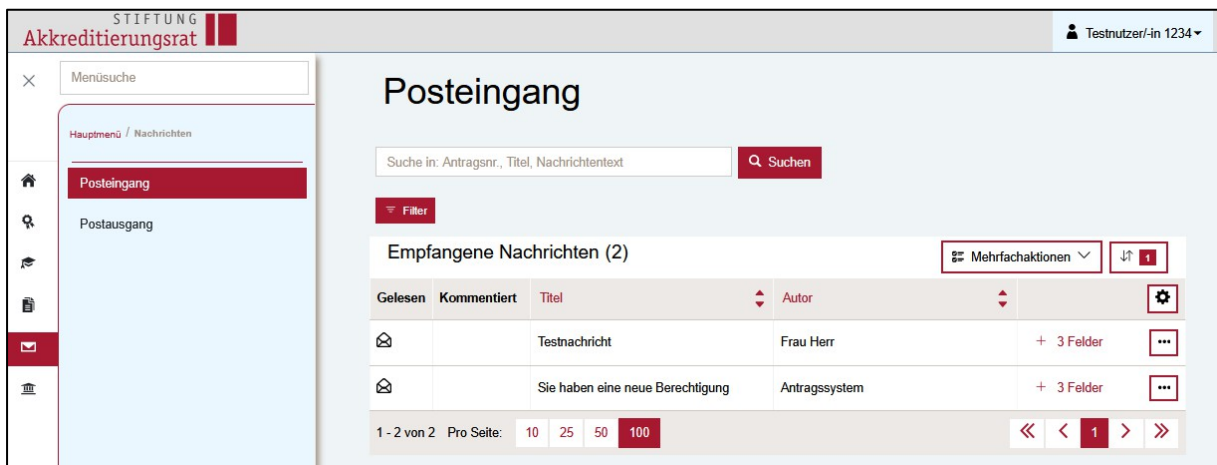 STIFTUNG
Akkreditierungsrat
Testnutzer/-in 1234
Menüsuche
Hauptmenü / Nachrichten
Posteingang
Postausgang
Posteingang
Suche in: Antragsnr., Titel, Nachrichtentext
Suchen
Filter
Empfangene Nachrichten (2)
Mehrfachaktionen
1
Gelesen Kommentiert Titel Autor
Testnachricht Frau Herr + 3 Felder
Sie haben eine neue Berechtigung Antragssystem + 3 Felder
1 - 2 von 2 Pro Seite: 10 25 50 100 1